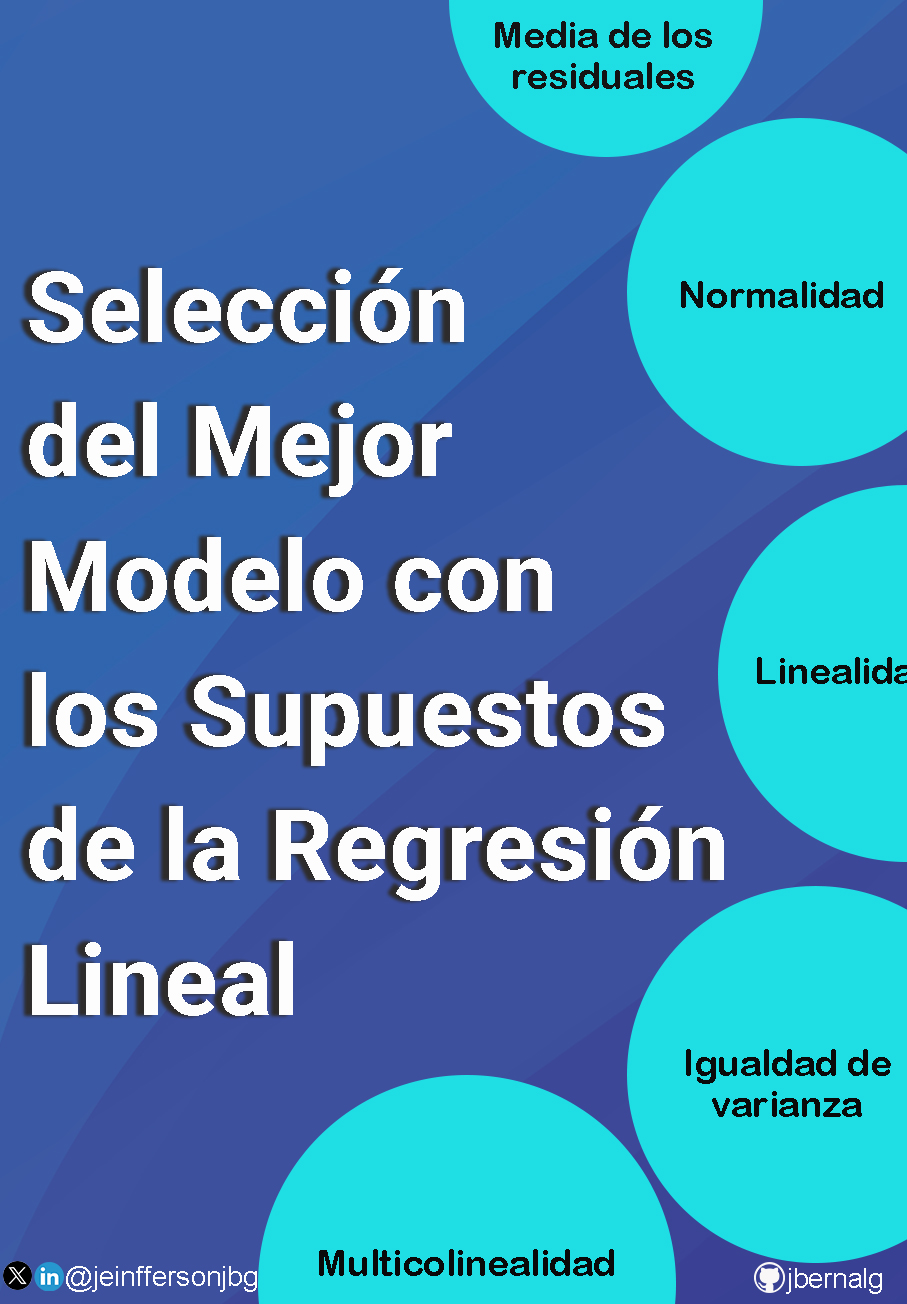 Media de los
residuales
Normalidad
Selección
del Mejor
Modelo con
los Supuestos
de la Regresión
Lineal
Linealida
Igualdad de
varianza
Multicolinealidad
@jeinffersonjbg
jbernalg